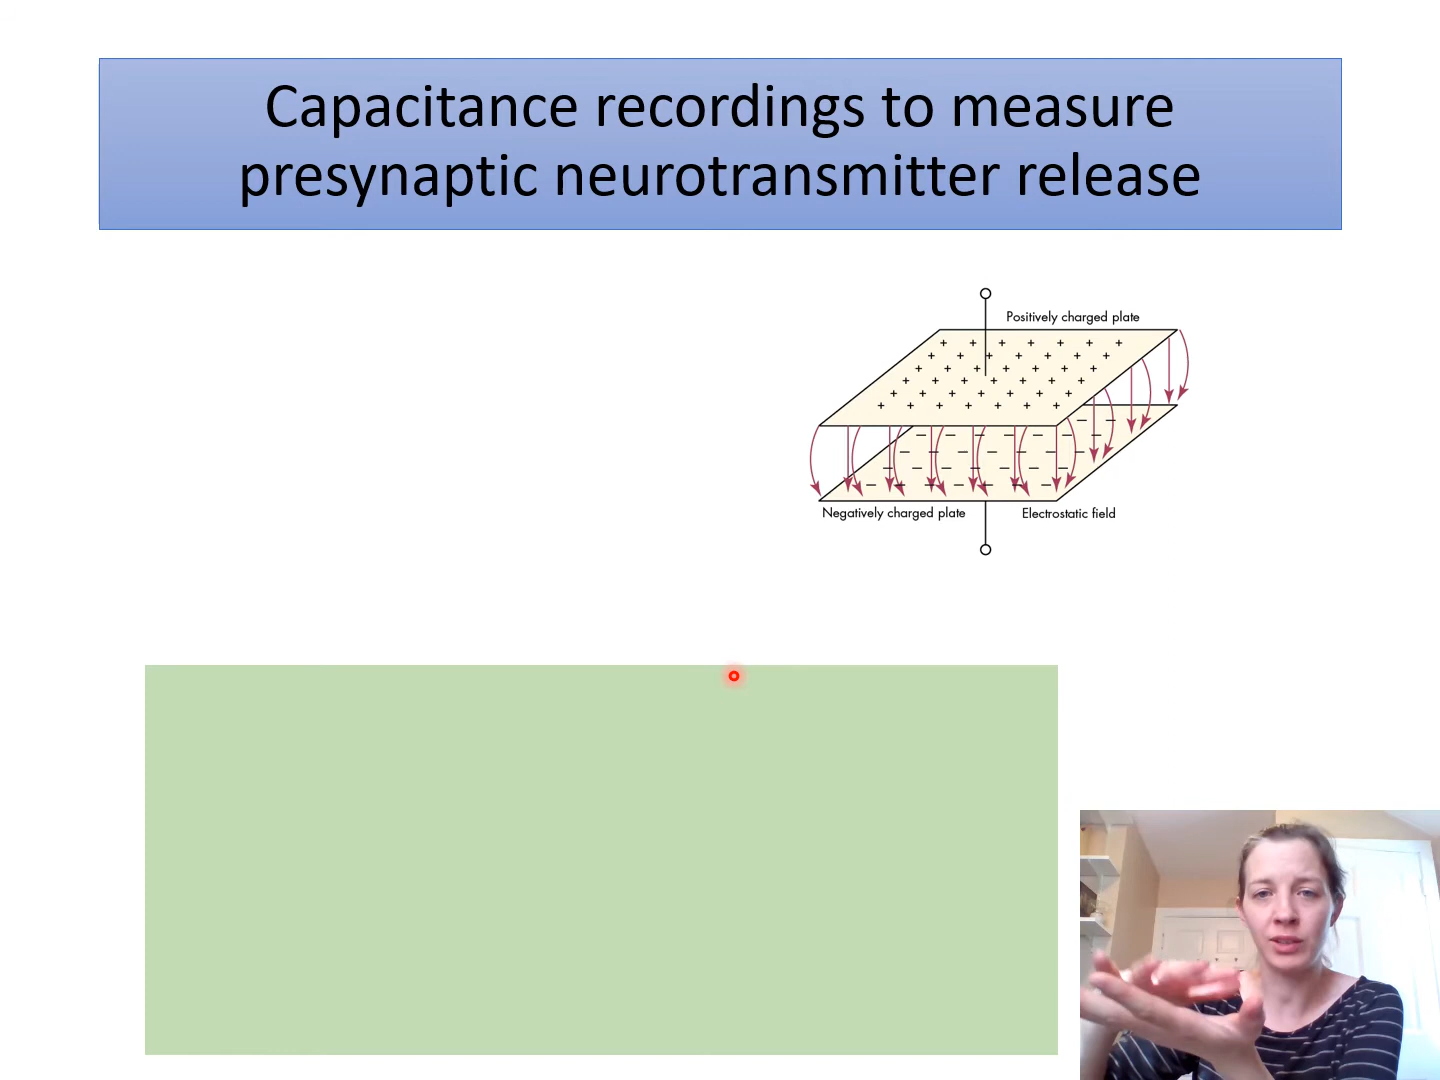 Capacitance recordings to measure
presynaptic neurotransmitter release
Positively charged plate
Negatively charged plate
Electrostatic field